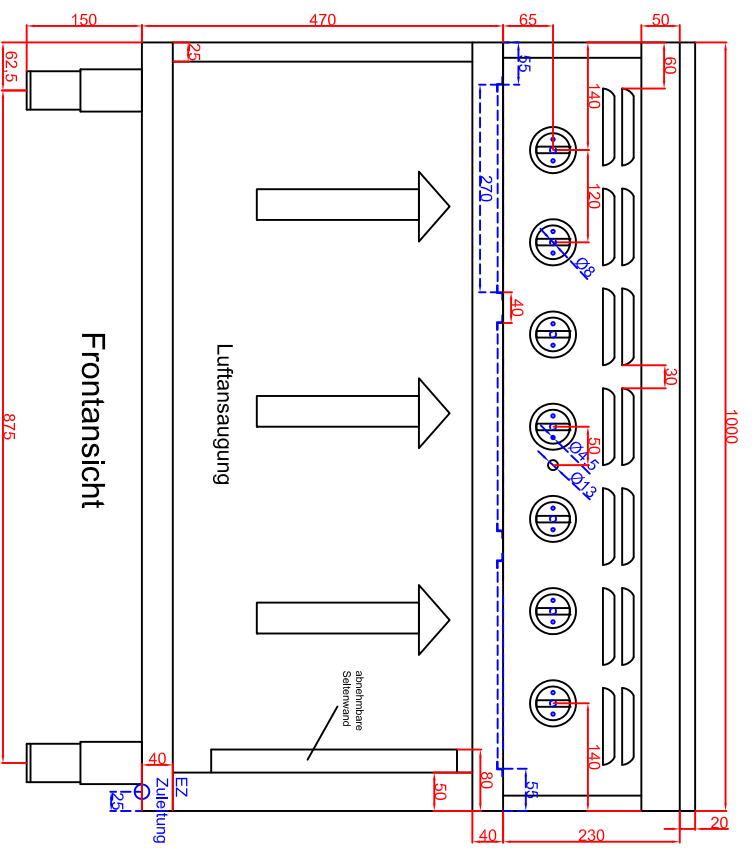 150
470
65
50
62,5
25
55
140
60
270
120
Ø8
40
30
1000
Frontansicht
Luftansaugung
875
50
Ø4,5
Ø13
abnehmbare
Seitenwand
40
EZ
Zuleitung
25
80
50
55
140
40
230
20